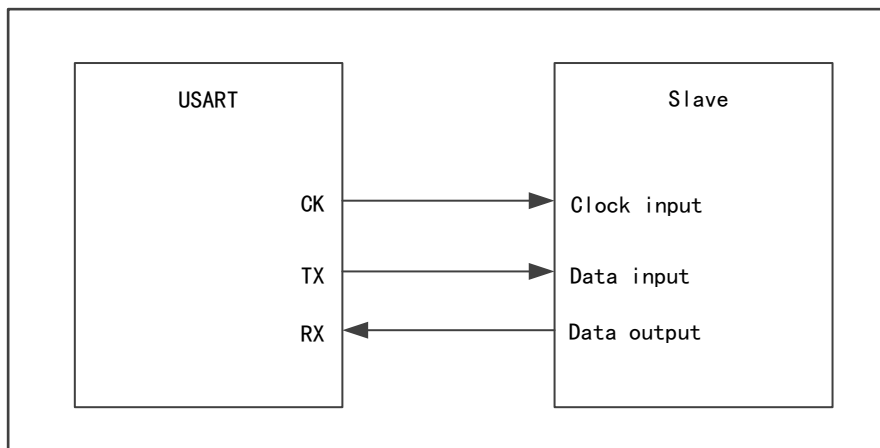 USART
Slave
CK
Clock input
TX
Data input
RX
Data output